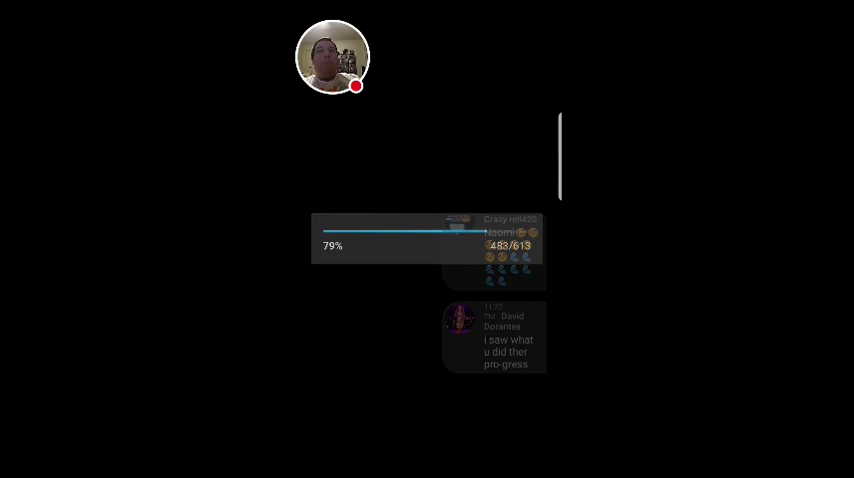 Crazy rell420
Naomi
79%
483/613
11:22
PM David
Dorantes
i saw what
u did ther
pro-gress